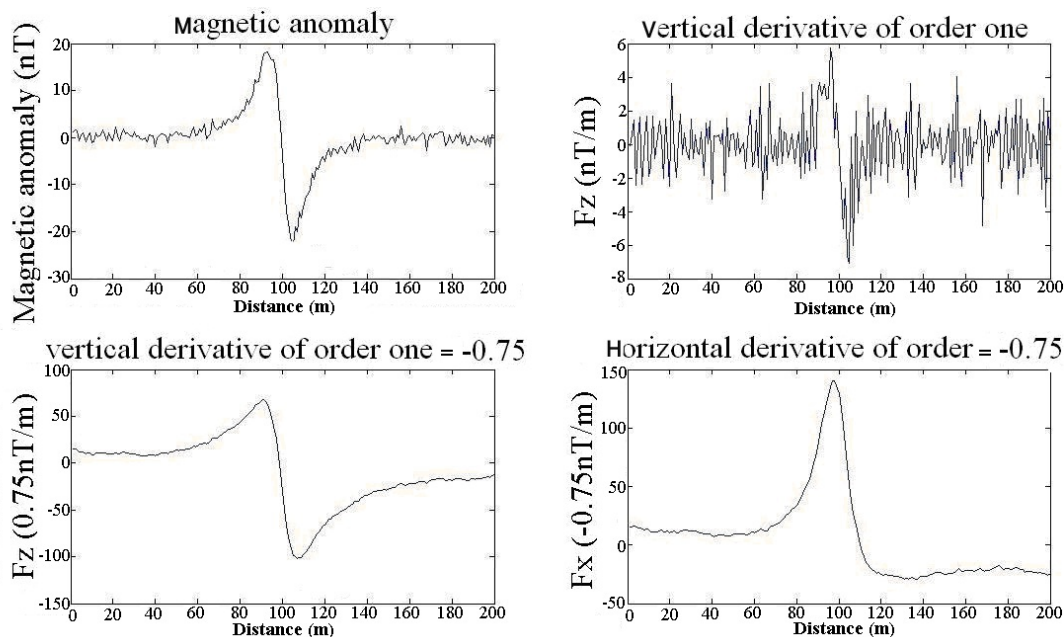 Magnetic anomaly
Magnetic anomaly (nT)
20
10
0
-10
-20
-30
0 20 40 60 80 100 120 140 160 180 200
Distance (m)
Vertical derivative of order one
Fz (nT/m)
6
4
2
0
-2
-4
-6
-8
0 20 40 60 80 100 120 140 160 180 200
Distance (m)
vertical derivative of order one = -0.75
Fz (0.75nT/m)
100
50
0
-50
-100
-150
0 20 40 60 80 100 120 140 160 180 200
Distance (m)
Horizontal derivative of order = -0.75
Fx (-0.75nT/m)
150
100
50
0
-50
0 20 40 60 80 100 120 140 160 180 200
Distance (m)